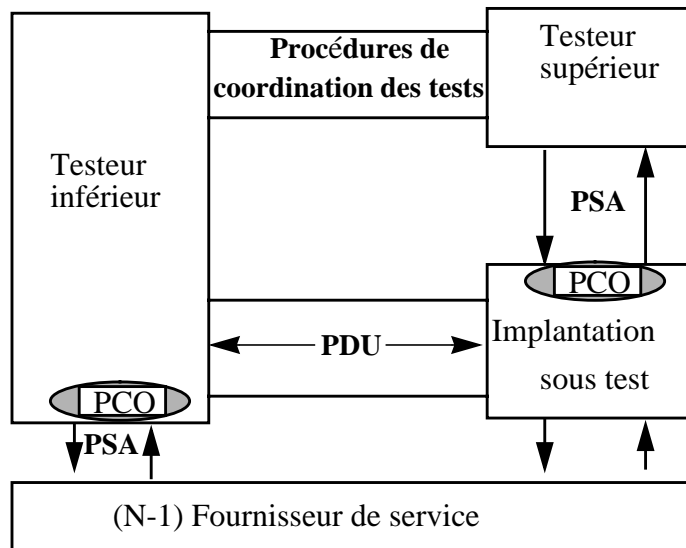 Procédures de
coordination des tests
Testeur
supérieur
Testeur
inférieur
PSA
PCO
PDU
Implantation
sous test
PCO
PSA
(N-1) Fournisseur de service